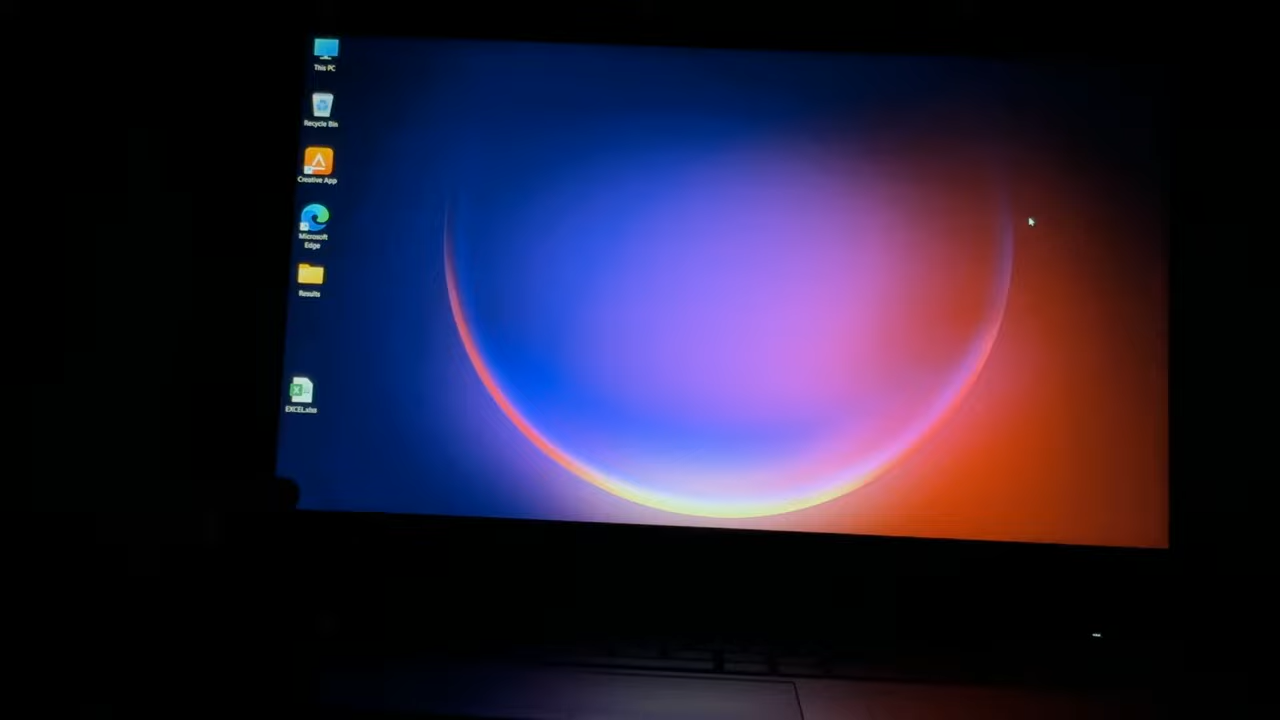 This PC
Recycle Bin
Creative App
Microsoft
Edge
Results
EXCEL.xlsx